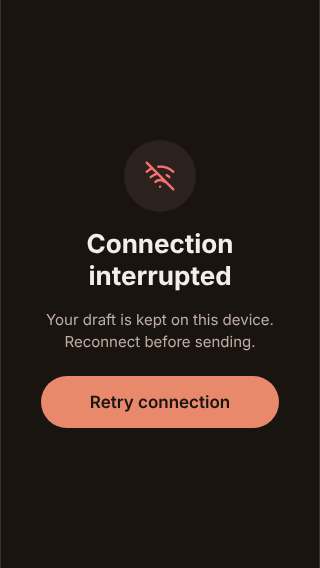 Connection
interrupted
Your draft is kept on this device.
Reconnect before sending.
Retry connection